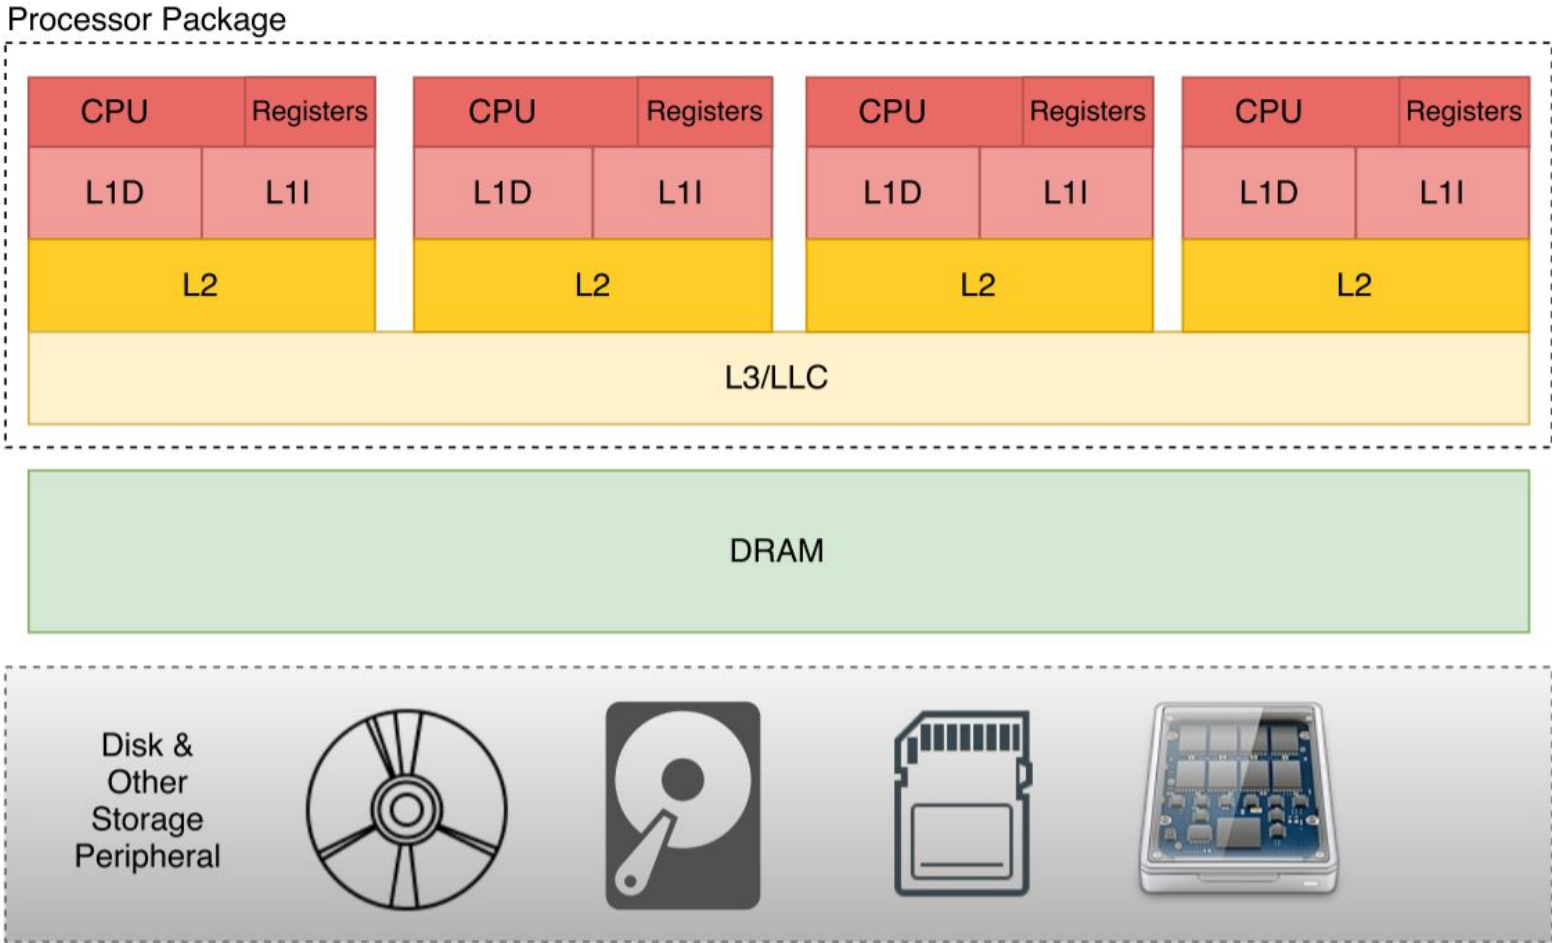 Processor Package
CPU Registers CPU Registers CPU Registers CPU Registers
L1D L1I L1D L1I L1D L1I L1D L1I
L2 L2 L2 L2
L3/LLC
DRAM
Disk &
Other
Storage
Peripheral